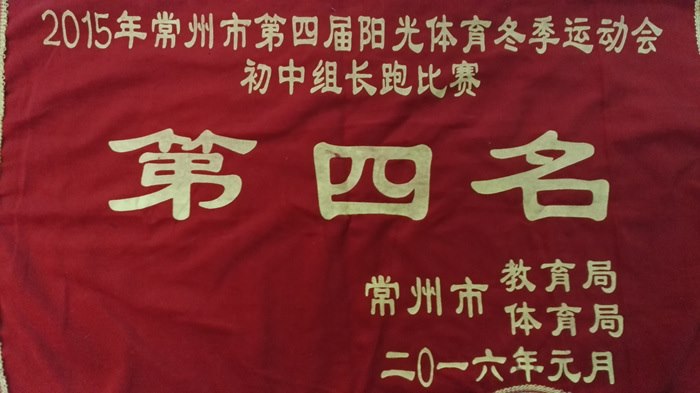 2015年常州市第四届阳光体育冬季运动会
初中组长跑比赛
第四名
常州市 教育局
体育局
二〇一六年元月